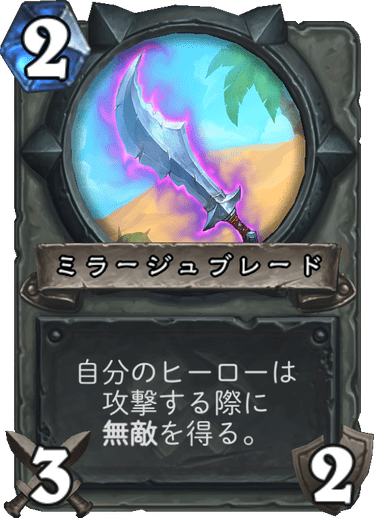 2
ミラージュブレード
自分のヒーローは
攻撃する際に
無敵を得る。
3
2